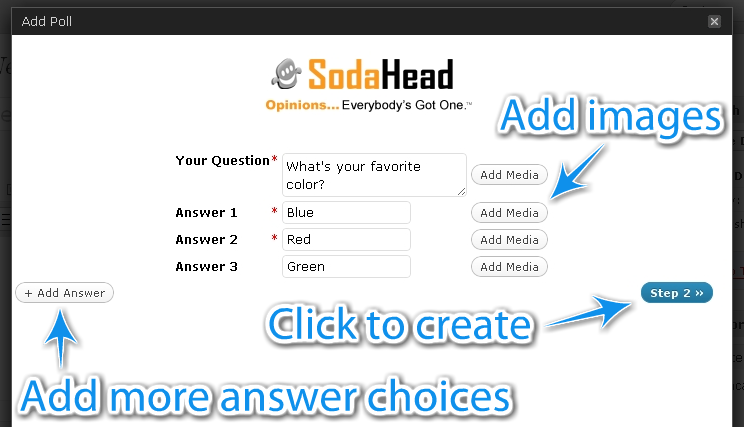 Add Poll
SodaHead
Opinions... Everybody's Got One.™
Add images
Your Question* What's your favorite
color?
Add Media
Answer 1 * Blue Add Media
Answer 2 * Red Add Media
Answer 3 Green Add Media
+ Add Answer Step 2 »
Click to create
Add more answer choices